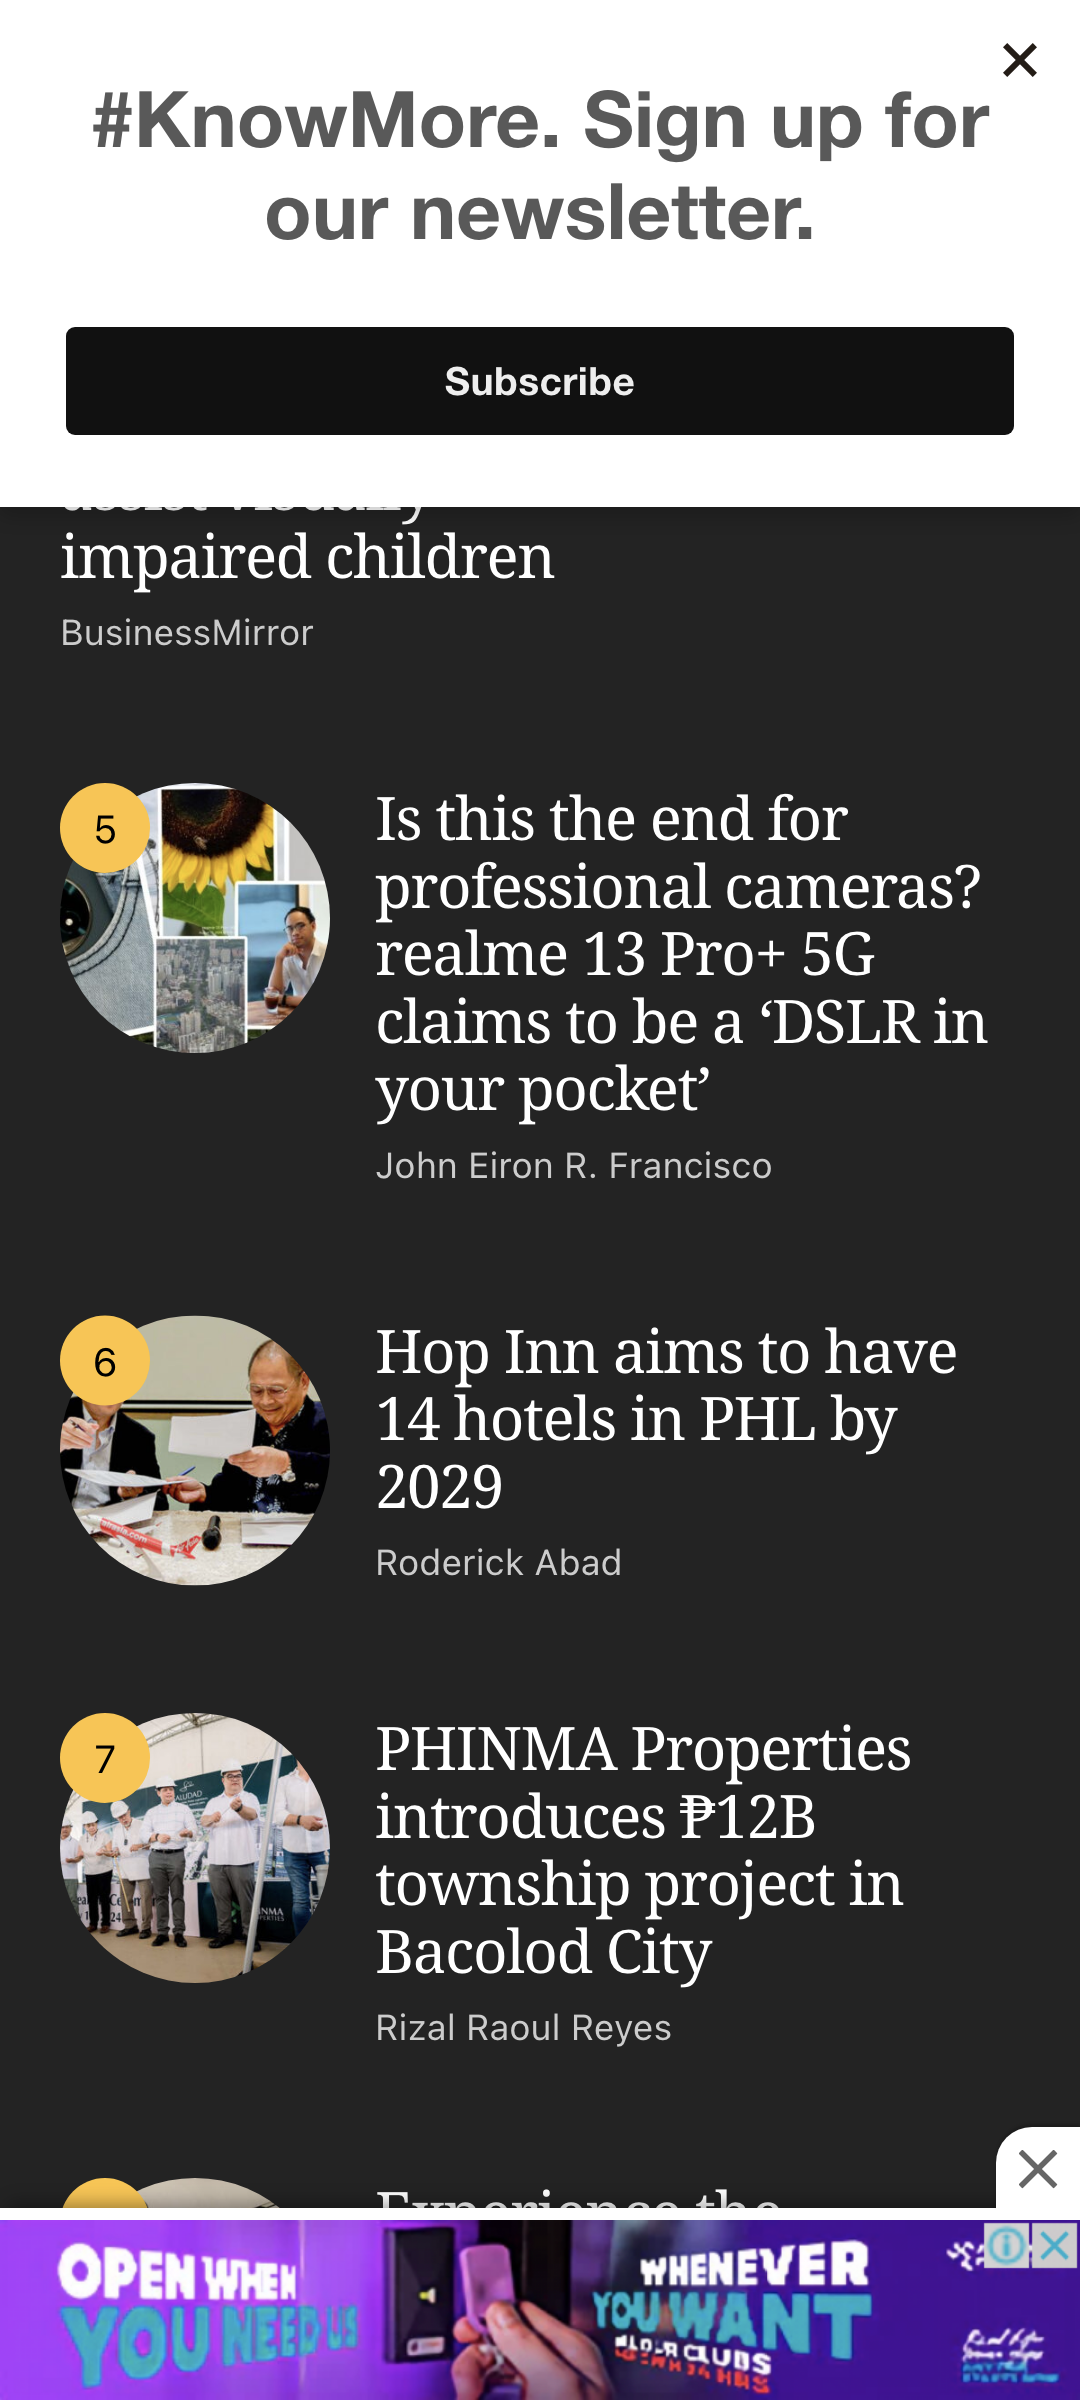 #KnowMore. Sign up for
our newsletter.
Subscribe
assist visually
impaired children
BusinessMirror
5
Is this the end for
professional cameras?
realme 13 Pro+ 5G
claims to be a ‘DSLR in
your pocket’
John Eiron R. Francisco
6
Hop Inn aims to have
14 hotels in PHL by
2029
Roderick Abad
7
PHINMA Properties
introduces ₱12B
township project in
Bacolod City
Rizal Raoul Reyes
Experience the
OPEN WHEN
YOU NEED US
WHENEVER
YOU WANT